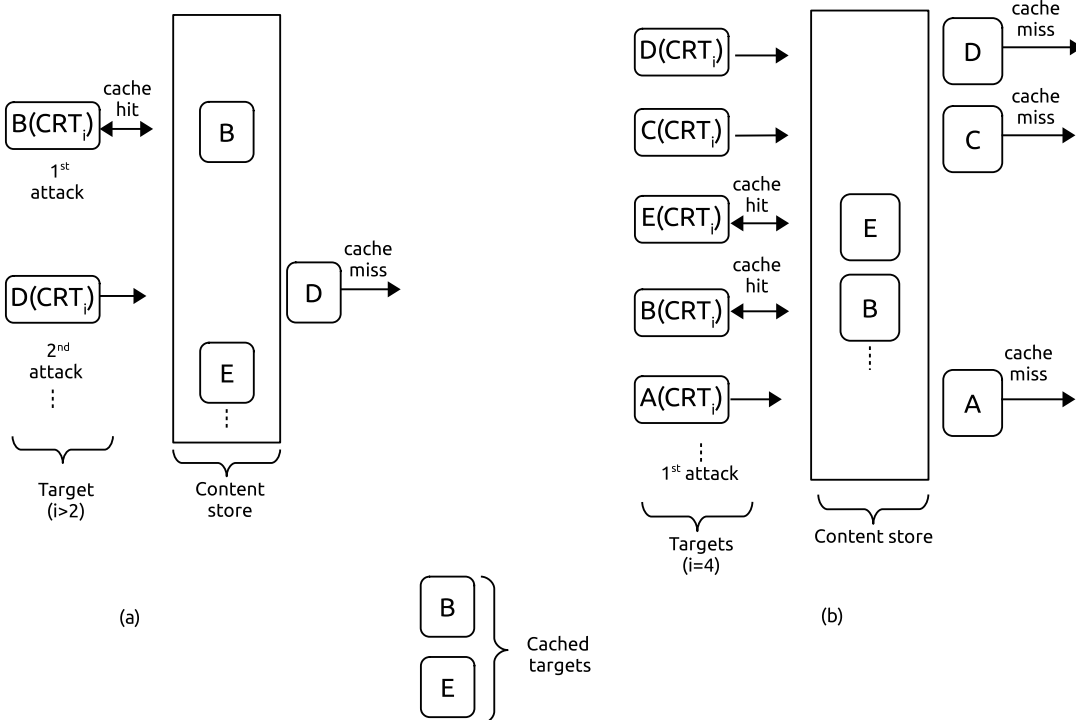 cache
hit
B(CRTi)
1st
attack
B
D(CRTi)
2nd
attack
D
cache
miss
E
Target
(i>2)
Content
store
(a)
D(CRTi)
D
cache
miss
C(CRTi)
C
cache
miss
E(CRTi)
cache
hit
E
B(CRTi)
cache
hit
B
A(CRTi)
A
cache
miss
1st attack
Targets
(i=4)
Content store
(b)
B
E
Cached
targets